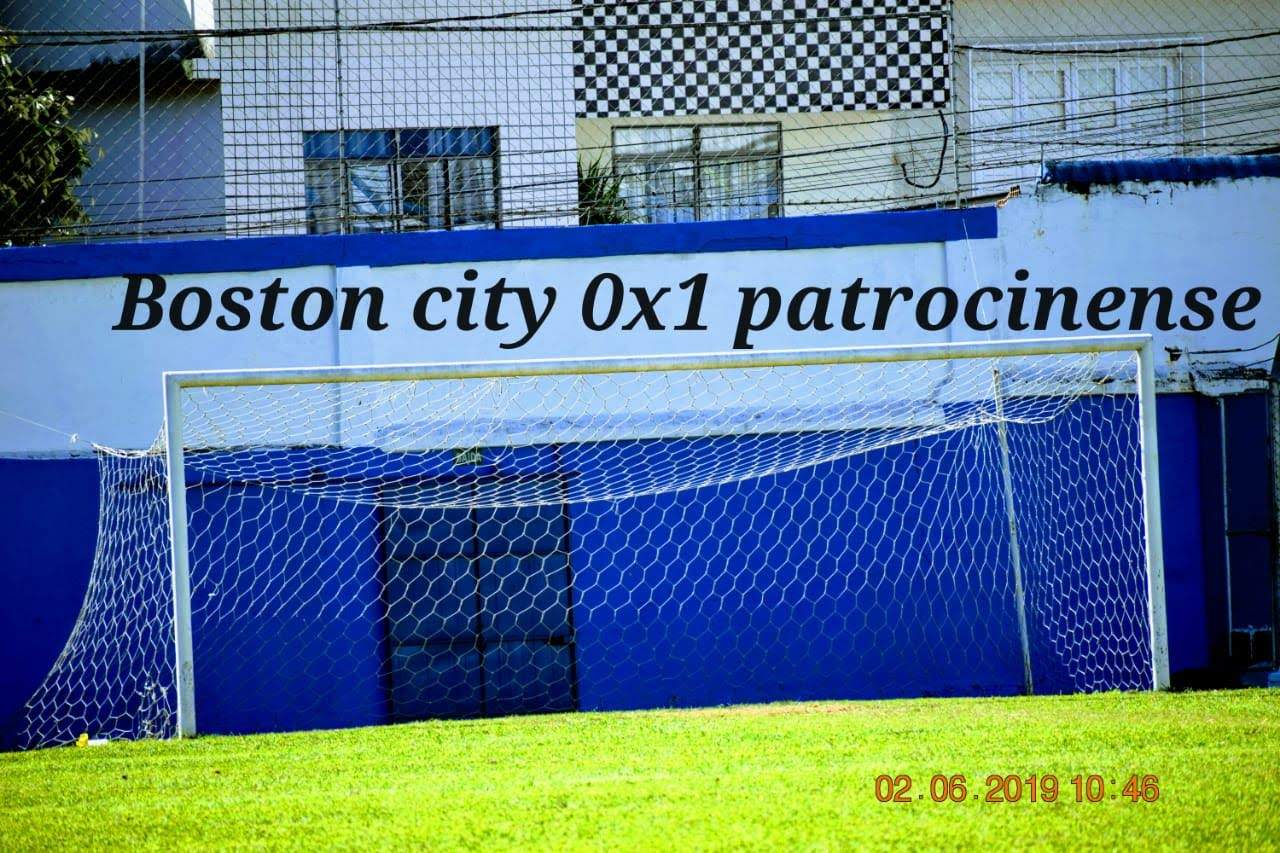 Boston city 0x1 patrocinense
02.06.2019 10:46